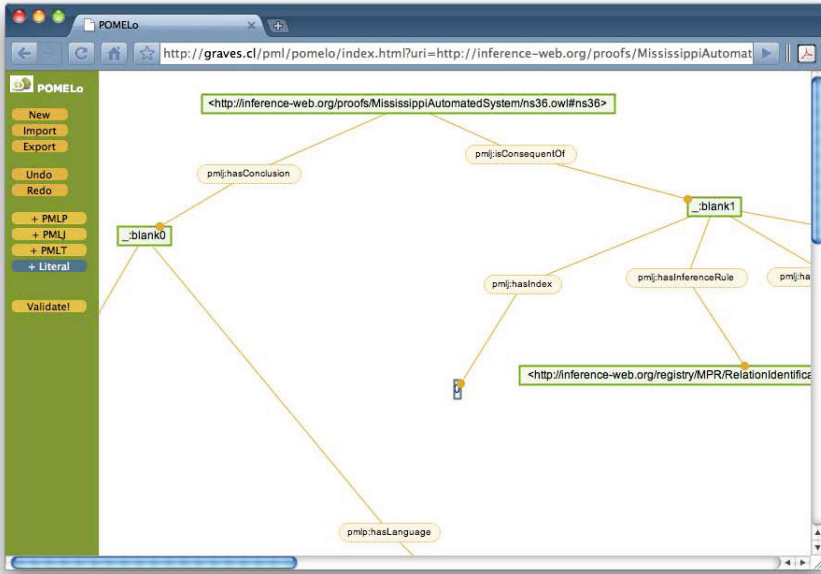 POMELo
http://graves.cl/pml/pomelo/index.html?uri=http://inference-web.org/proofs/MississippiAutomat
POMELo
New
Import
Export
Undo
Redo
+ PMLP
+ PMLJ
+ PMLT
+ Literal
Validate!
<http://inference-web.org/proofs/MississippiAutomatedSystem/ns36.owl#ns36>
pmlj:hasConclusion
pmlj:isConsequentOf
_:blank0
_:blank1
pmlj:hasIndex
pmlj:hasInferenceRule
pmlj:ha
<http://inference-web.org/registry/MPR/RelationIdentifica
pmlp:hasLanguage